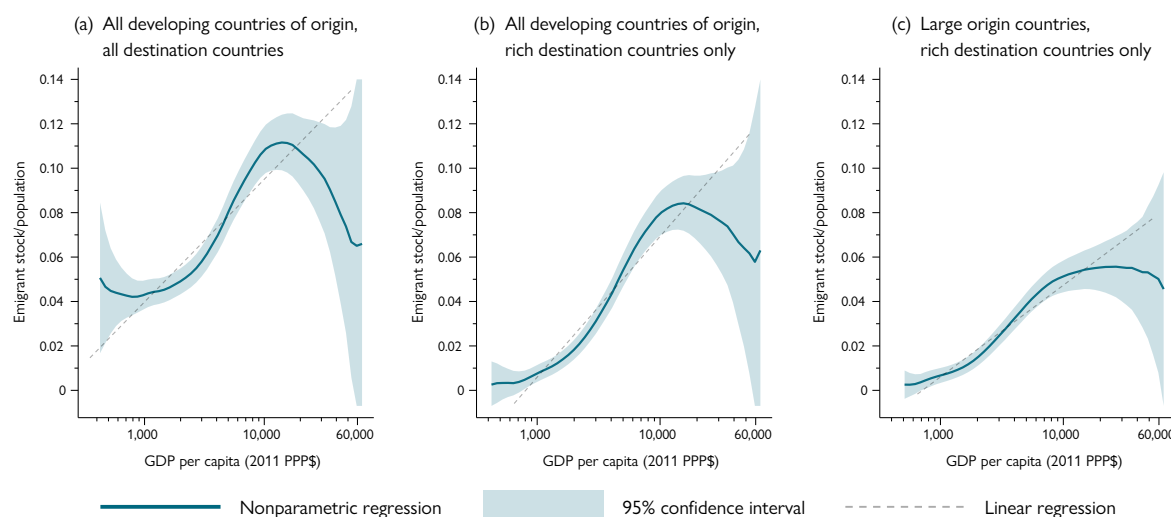 (a) All developing countries of origin,
all destination countries
(b) All developing countries of origin,
rich destination countries only
(c) Large origin countries,
rich destination countries only
Emigrant stock/population
0.14
0.12
0.10
0.08
0.06
0.04
0.02
0
1,000
10,000
60,000
GDP per capita (2011 PPP$)
Emigrant stock/population
0.14
0.12
0.10
0.08
0.06
0.04
0.02
0
1,000
10,000
60,000
GDP per capita (2011 PPP$)
Emigrant stock/population
0.14
0.12
0.10
0.08
0.06
0.04
0.02
0
1,000
10,000
60,000
GDP per capita (2011 PPP$)
Nonparametric regression
95% confidence interval
Linear regression